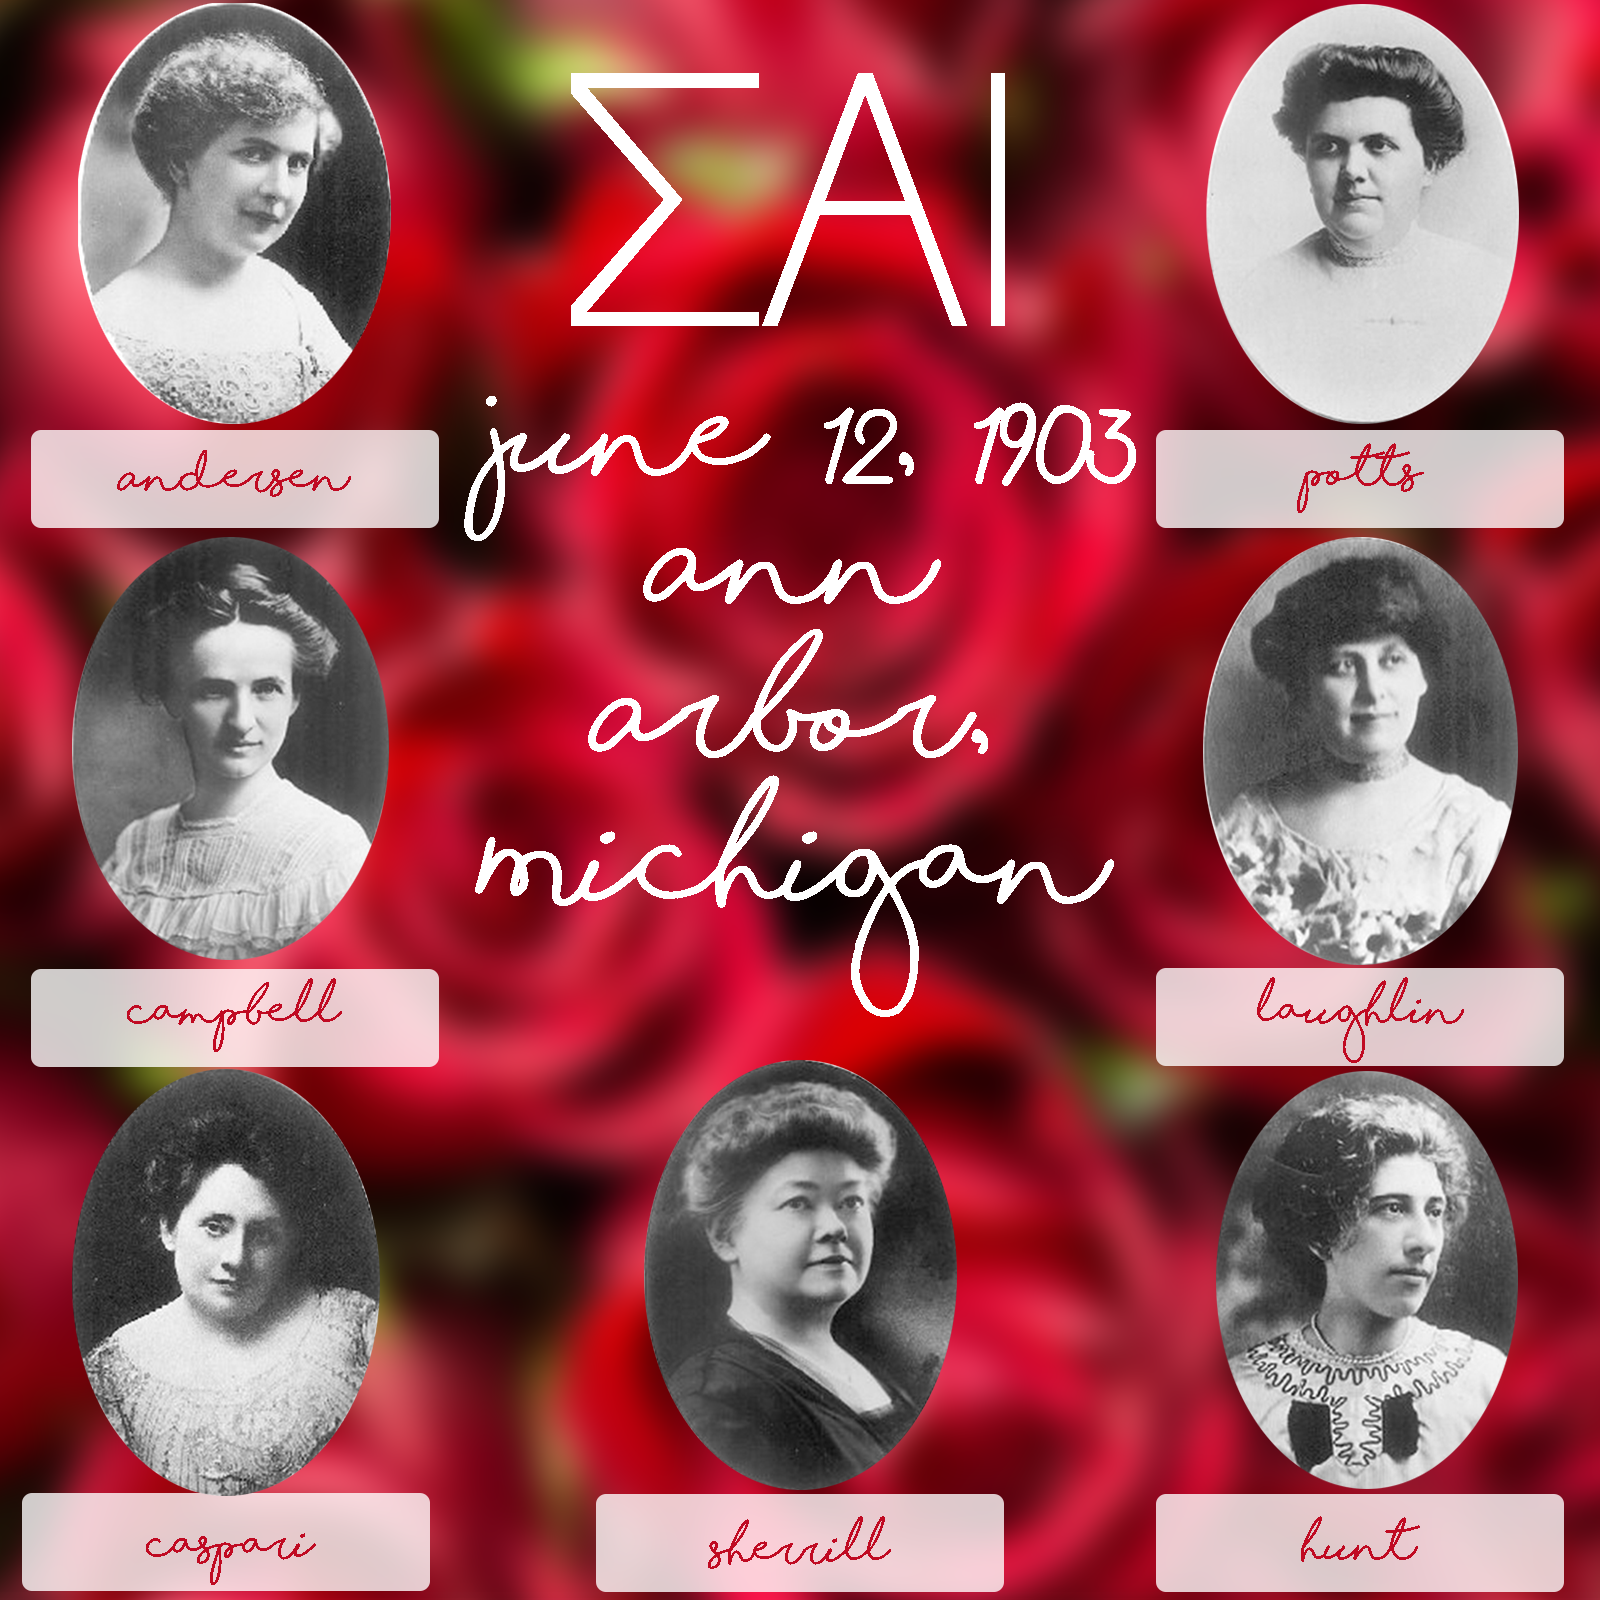 ΣΑΙ
june 12, 1903
ann
arbor,
michigan
andersen
potts
campbell
laughlin
caspari
sherrill
hunt